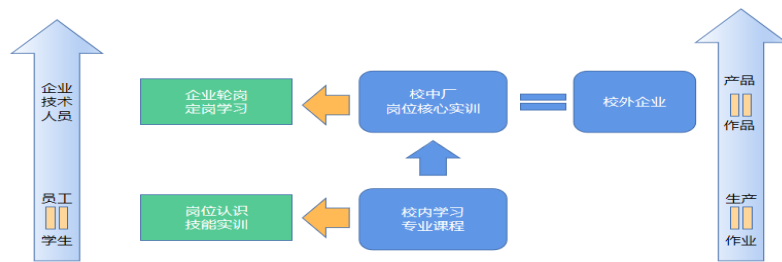 企业
技术
人员
员工
学生
企业轮岗
定岗学习
校中厂
岗位核心实训
校外企业
岗位认识
技能实训
校内学习
专业课程
产品
作品
生产
作业